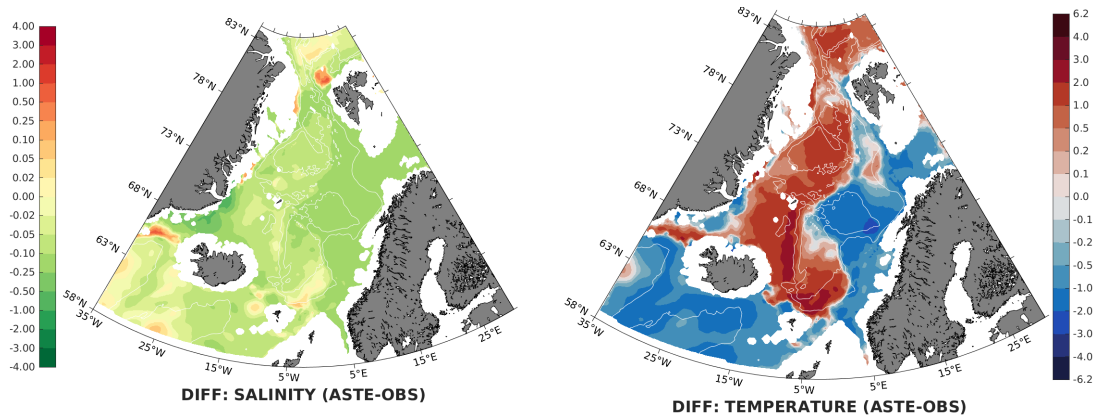 4.00
3.00
2.00
1.00
0.50
0.25
0.10
0.05
0.02
0.00
-0.02
-0.05
-0.10
-0.25
-0.50
-1.00
-2.00
-3.00
-4.00
83°N
78°N
73°N
68°N
63°N
58°N
35°W
25°W
15°W
5°W
5°E
15°E
25°E
DIFF: SALINITY (ASTE-OBS)
83°N
78°N
73°N
68°N
63°N
58°N
35°W
25°W
15°W
5°W
5°E
15°E
25°E
DIFF: TEMPERATURE (ASTE-OBS)
6.2
4.0
3.0
2.0
1.0
0.5
0.2
0.1
0.0
-0.1
-0.2
-0.5
-1.0
-2.0
-3.0
-4.0
-6.2